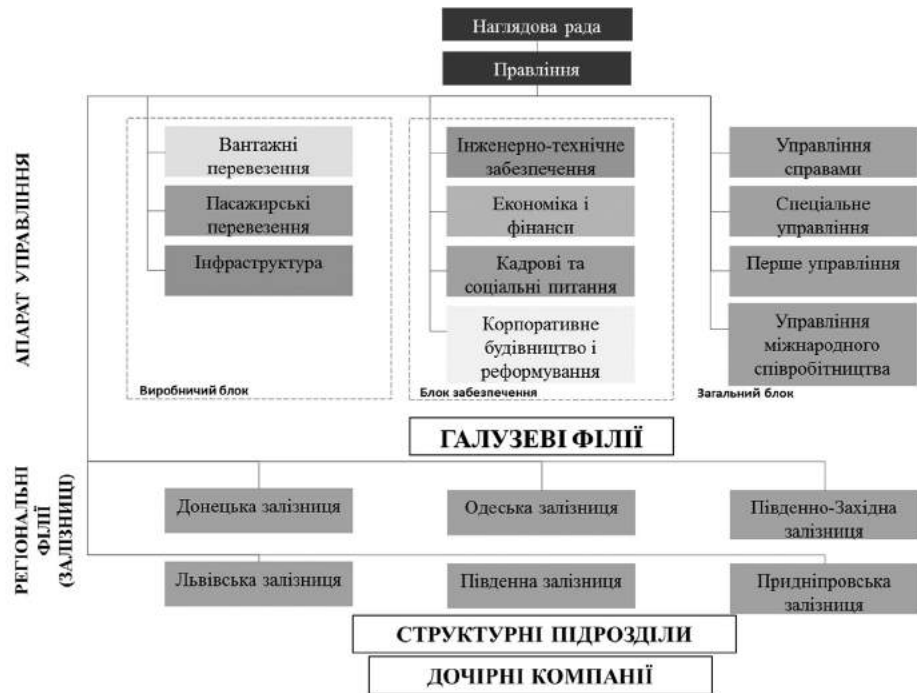 Наглядова рада
Правління
АПАРАТ УПРАВЛІННЯ
Вантажні
перевезення
Пасажирські
перевезення
Інфраструктура
Виробничий блок
Інженерно-технічне
забезпечення
Економіка і
фінанси
Кадрові та
соціальні питання
Корпоративне
будівництво і
реформування
Блок забезпечення
Управління
справами
Спеціальне
управління
Перше управління
Управління
міжнародного
співробітництва
Загальний блок
ГАЛУЗЕВІ ФІЛІЇ
РЕГІОНАЛЬНІ
ФІЛІЇ
(ЗАЛІЗНИЦІ)
Донецька залізниця
Одеська залізниця
Південно-Західна
залізниця
Львівська залізниця
Південна залізниця
Придніпровська
залізниця
СТРУКТУРНІ ПІДРОЗДІЛИ
ДОЧІРНІ КОМПАНІЇ